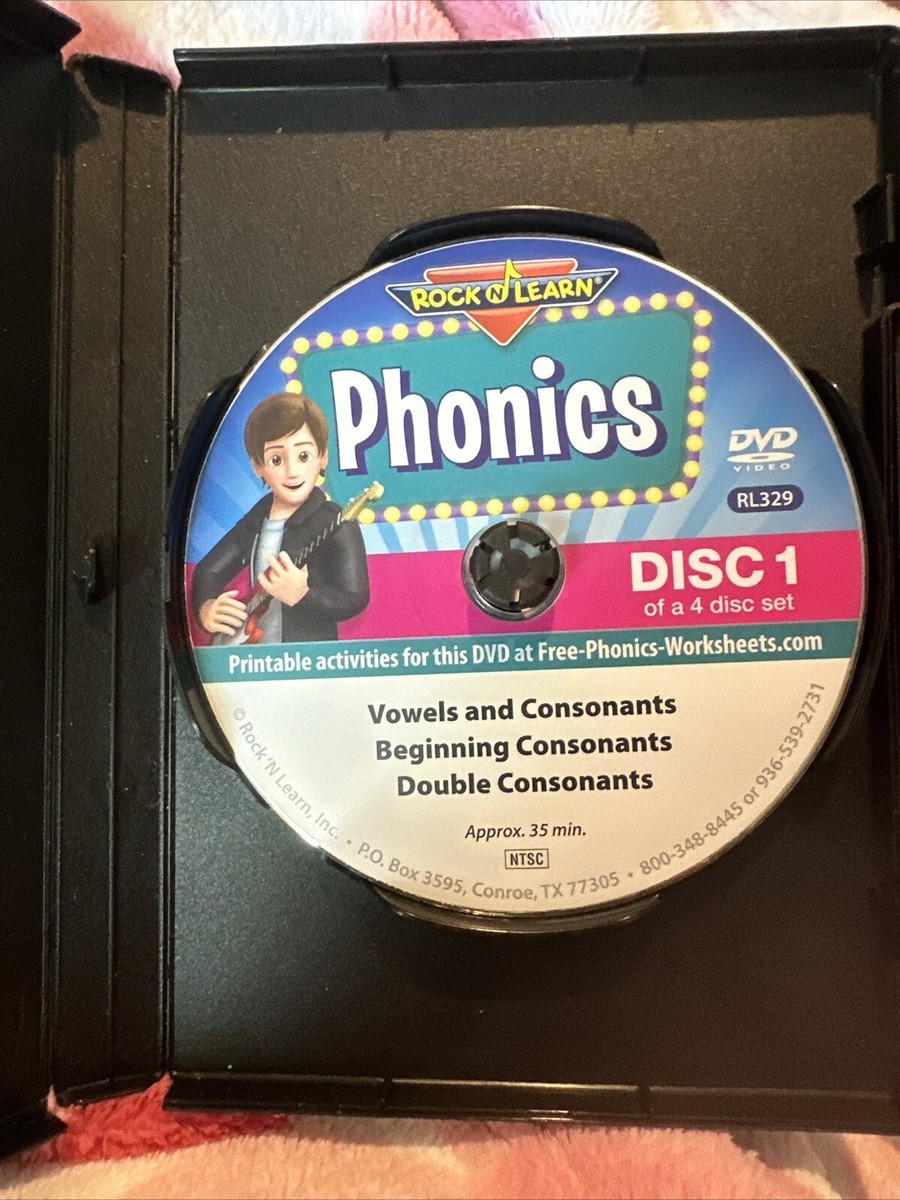 ROCK 'N LEARN®
Phonics
DVD
VIDEO
RL329
DISC 1
of a 4 disc set
Printable activities for this DVD at Free-Phonics-Worksheets.com
Vowels and Consonants
Beginning Consonants
Double Consonants
Approx. 35 min.
NTSC
© Rock 'N Learn, Inc. • P.O. Box 3595, Conroe, TX 77305 • 800-348-8445 or 936-539-2731